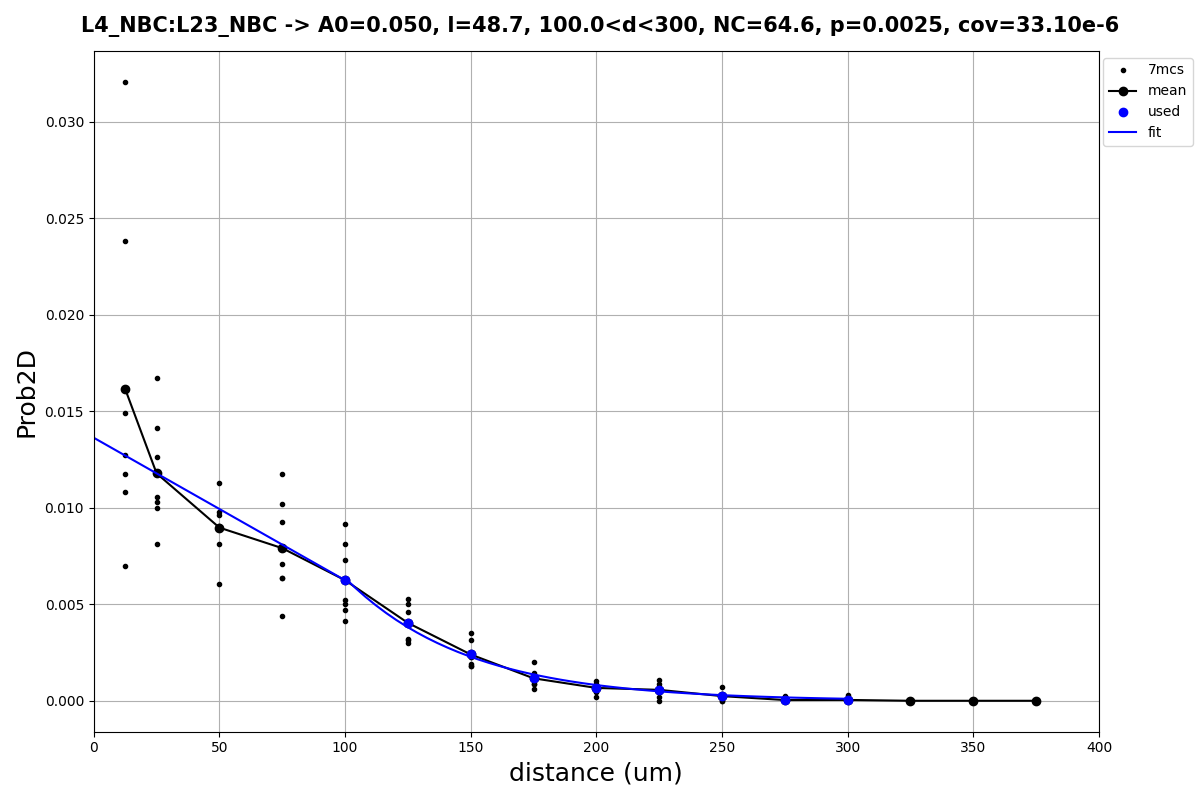 L4_NBC:L23_NBC -> A0=0.050, l=48.7, 100.0<d<300, NC=64.6, p=0.0025, cov=33.10e-6
7mcs
mean
used
fit
0.030
0.025
0.020
0.015
0.010
0.005
0.000
Prob2D
0 50 100 150 200 250 300 350 400
distance (um)